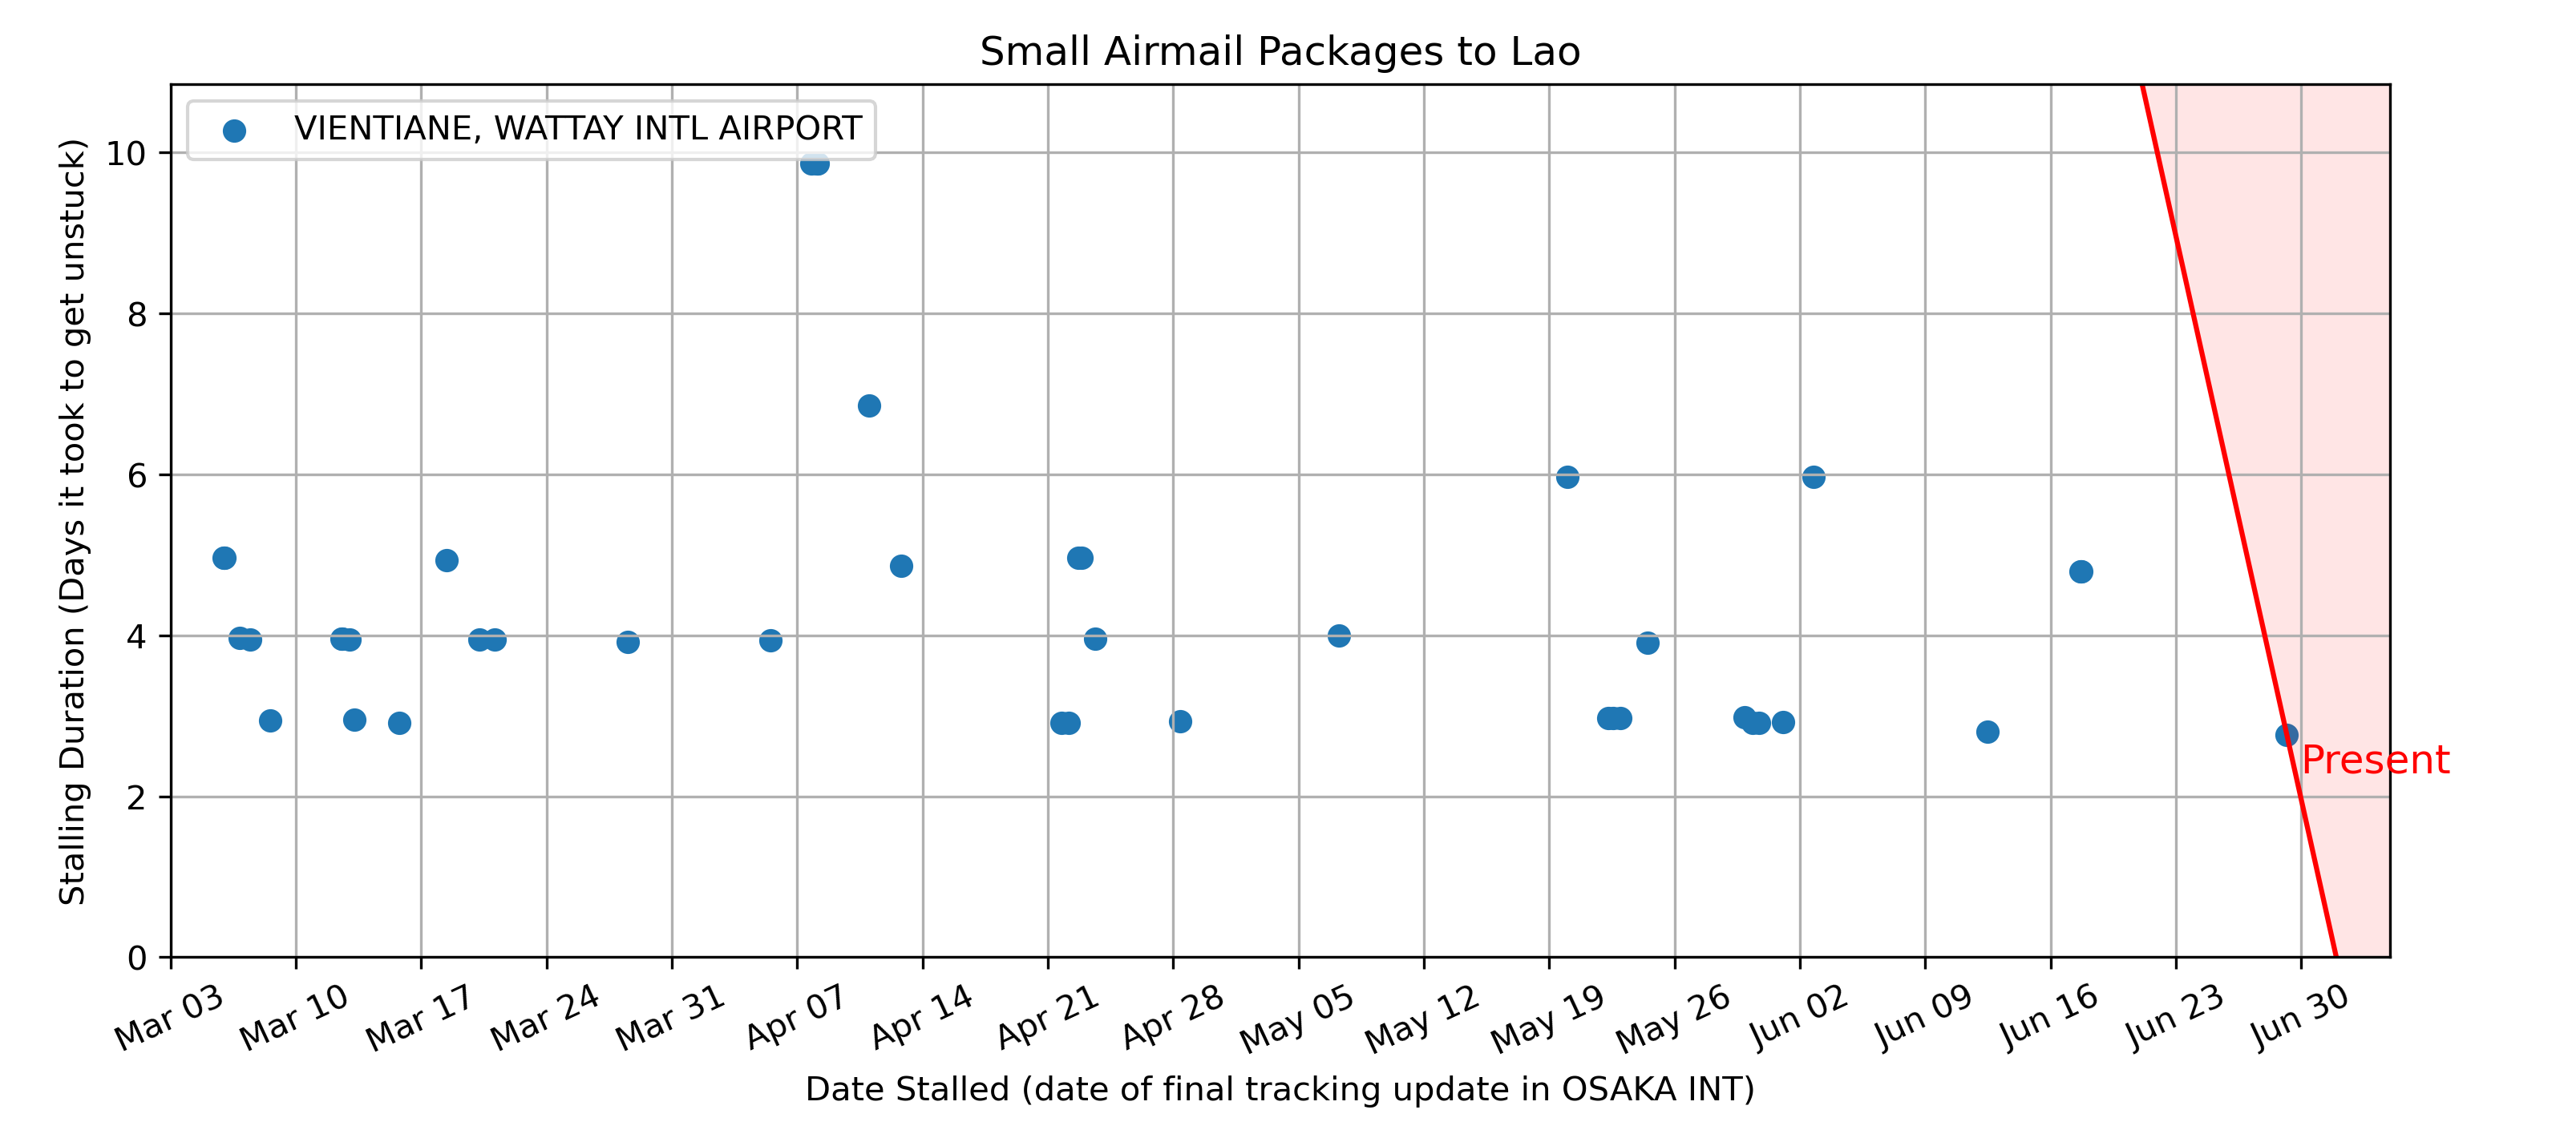 Small Airmail Packages to Lao
VIENTIANE, WATTAY INTL AIRPORT
Stalling Duration (Days it took to get unstuck)
10
8
6
4
2
0
Present
Mar 03
Mar 10
Mar 17
Mar 24
Mar 31
Apr 07
Apr 14
Apr 21
Apr 28
May 05
May 12
May 19
May 26
Jun 02
Jun 09
Jun 16
Jun 23
Jun 30
Date Stalled (date of final tracking update in OSAKA INT)